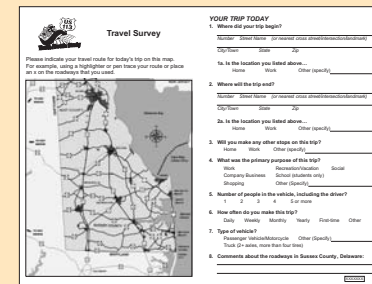 US
113
Travel Survey
Please indicate your travel route for today's trip on this map.
For example, using a highlighter or pen trace your route or place
an x on the roadways that you used.
YOUR TRIP TODAY
1. Where did your trip begin?
Number Street Name (or nearest cross street/intersection/landmark)
City/Town State Zip
1a. Is the location you listed above…
Home Work Other (specify)
2. Where will the trip end?
Number Street Name (or nearest cross street/intersection/landmark)
City/Town State Zip
2a. Is the location you listed above…
Home Work Other (specify)
3. Will you make any other stops on this trip?
Home Work Other (specify)
4. What was the primary purpose of this trip?
Work Recreation/Vacation Social
Company Business School (students only)
Shopping Other (Specify)
5. Number of people in the vehicle, including the driver?
1 2 3 4 5 or more
6. How often do you make this trip?
Daily Weekly Monthly Yearly First-time Other
7. Type of vehicle?
Passenger Vehicle/Motorcycle Other (Specify)
Truck (2+ axles, more than four tires)
8. Comments about the roadways in Sussex County, Delaware: